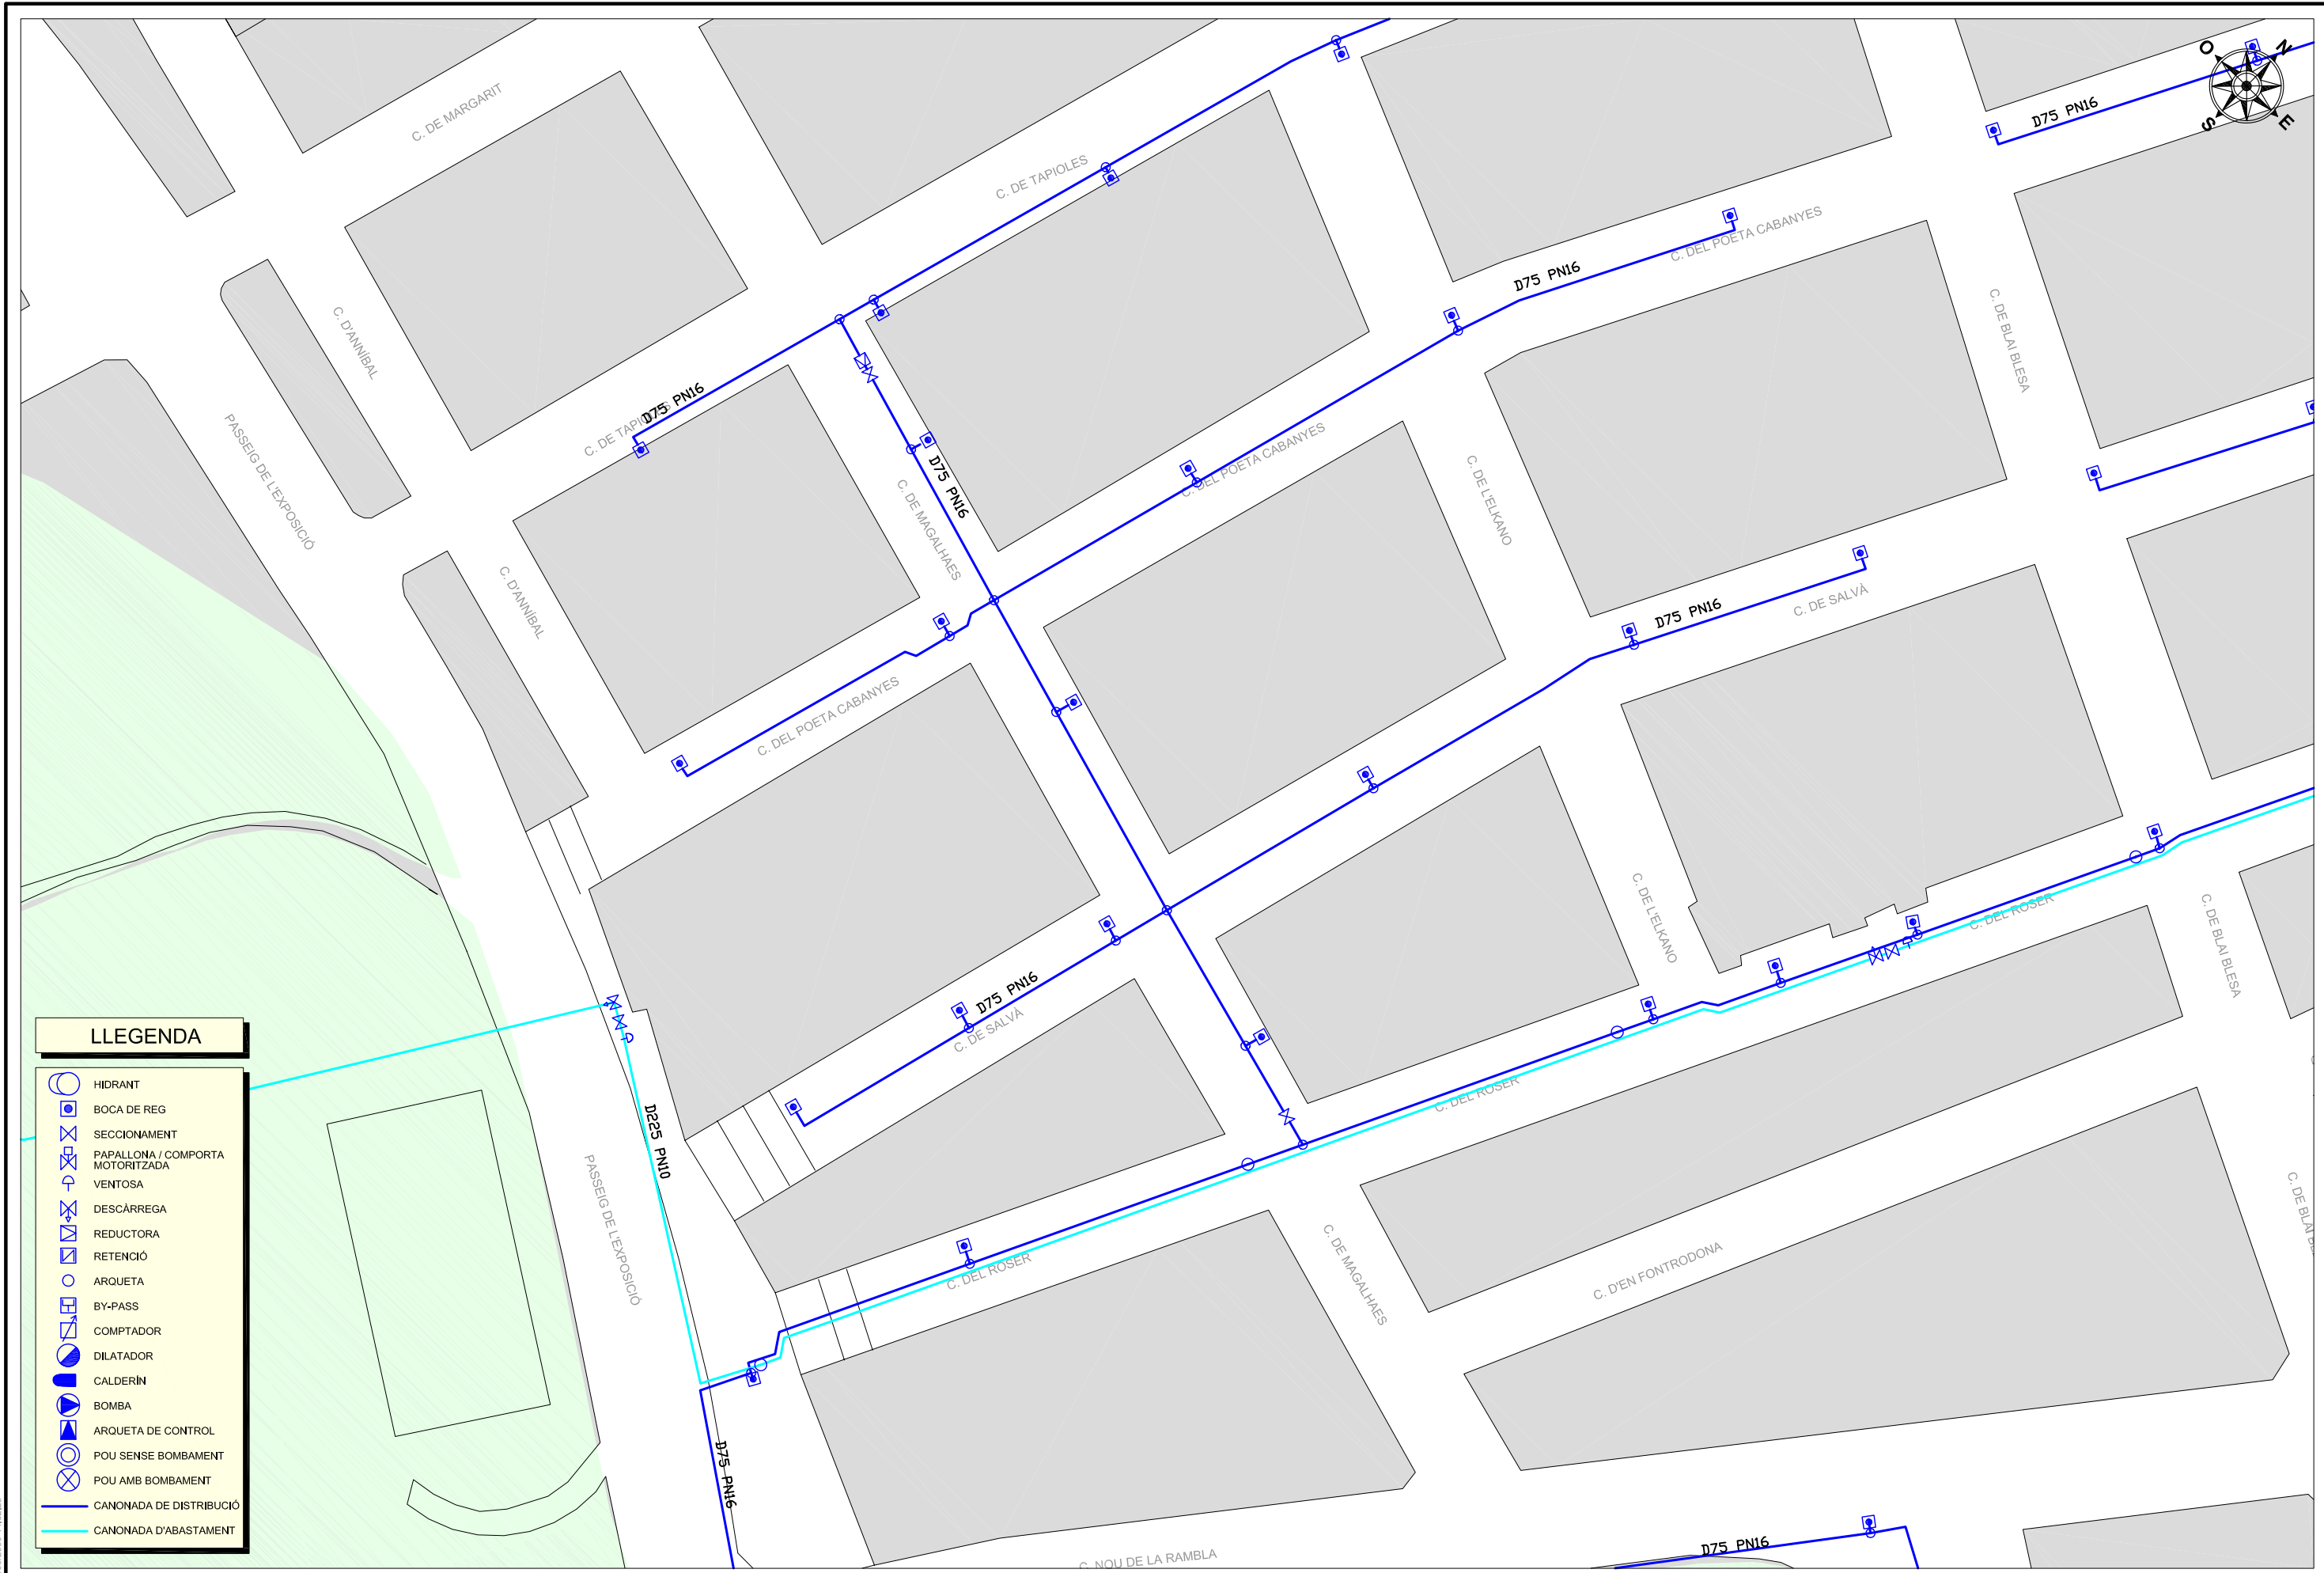 O
N
S
E
C. DE MARGARIT
C. DE TAPIOLES
D75 PN16
D75 PN16
C. DEL POETA CABANYES
C. D'ANNÍBAL
C. DE BLAI BLESA
D75 PN16
C. DE TAPIOLES
PASSEIG DE L'EXPOSICIÓ
D75 PN16
C. DEL POETA CABANYES
C. DE L'ELKANO
C. DE MAGALHAES
C. D'ANNÍBAL
D75 PN16
C. DE SALVÀ
C. DEL POETA CABANYES
C. DE L'ELKANO
C. DEL ROSER
C. DE BLAI BLESA
D75 PN16
C. DE SALVÀ
D225 PN10
C. DEL ROSER
PASSEIG DE L'EXPOSICIÓ
C. DEL ROSER
C. DE MAGALHAES
C. D'EN FONTRODONA
C. DE BLAI
D75 PN16
C. NOU DE LA RAMBLA
D75 PN16
LLEGENDA
HIDRANT
BOCA DE REG
SECCIONAMENT
PAPALLONA / COMPORTA
MOTORITZADA
VENTOSA
DESCÀRREGA
REDUCTORA
RETENCIÓ
ARQUETA
BY-PASS
COMPTADOR
DILATADOR
CALDERÍN
BOMBA
ARQUETA DE CONTROL
POU SENSE BOMBAMENT
POU AMB BOMBAMENT
CANONADA DE DISTRIBUCIÓ
CANONADA D'ABASTAMENT